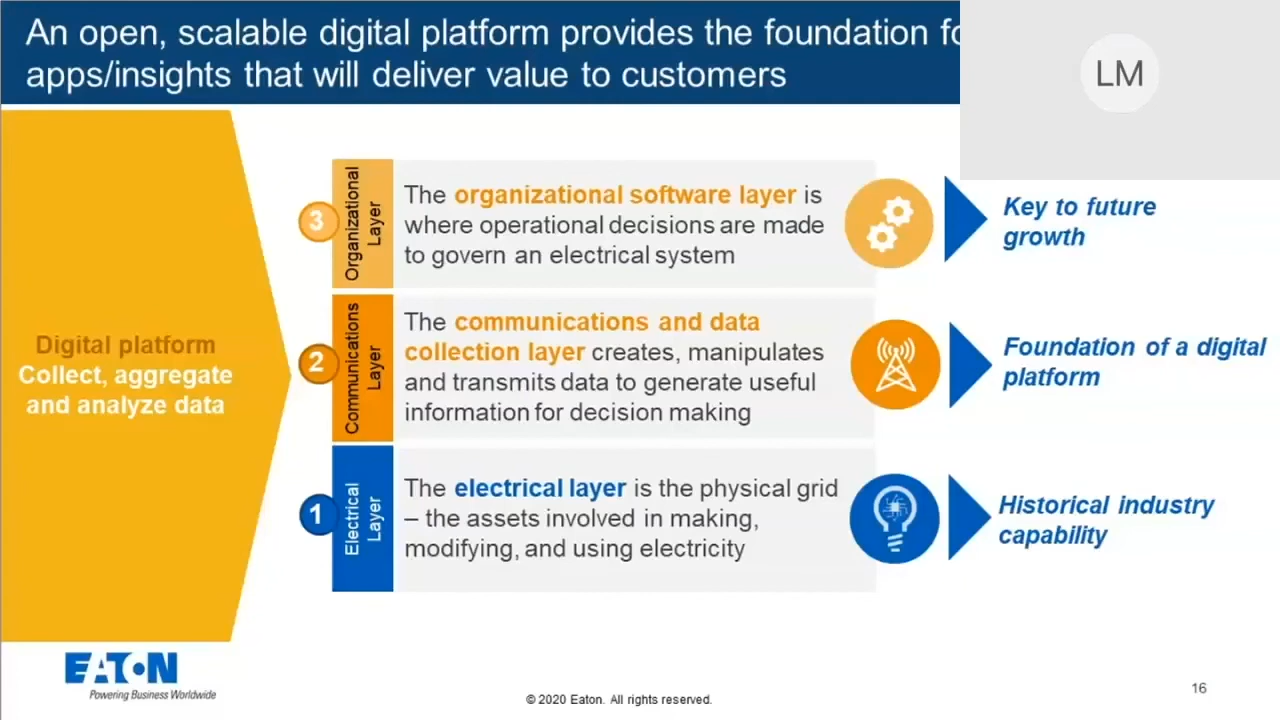 An open, scalable digital platform provides the foundation
apps/insights that will deliver value to customers
LM
Digital platform
Collect, aggregate
and analyze data
3
Organizational
Layer
The organizational software layer is
where operational decisions are made
to govern an electrical system
Key to future
growth
2
Communications
Layer
The communications and data
collection layer creates, manipulates
and transmits data to generate useful
information for decision making
Foundation of a digital
platform
1
Electrical
Layer
The electrical layer is the physical grid
– the assets involved in making,
modifying, and using electricity
Historical industry
capability
EATON
Powering Business Worldwide
© 2020 Eaton. All rights reserved.
16